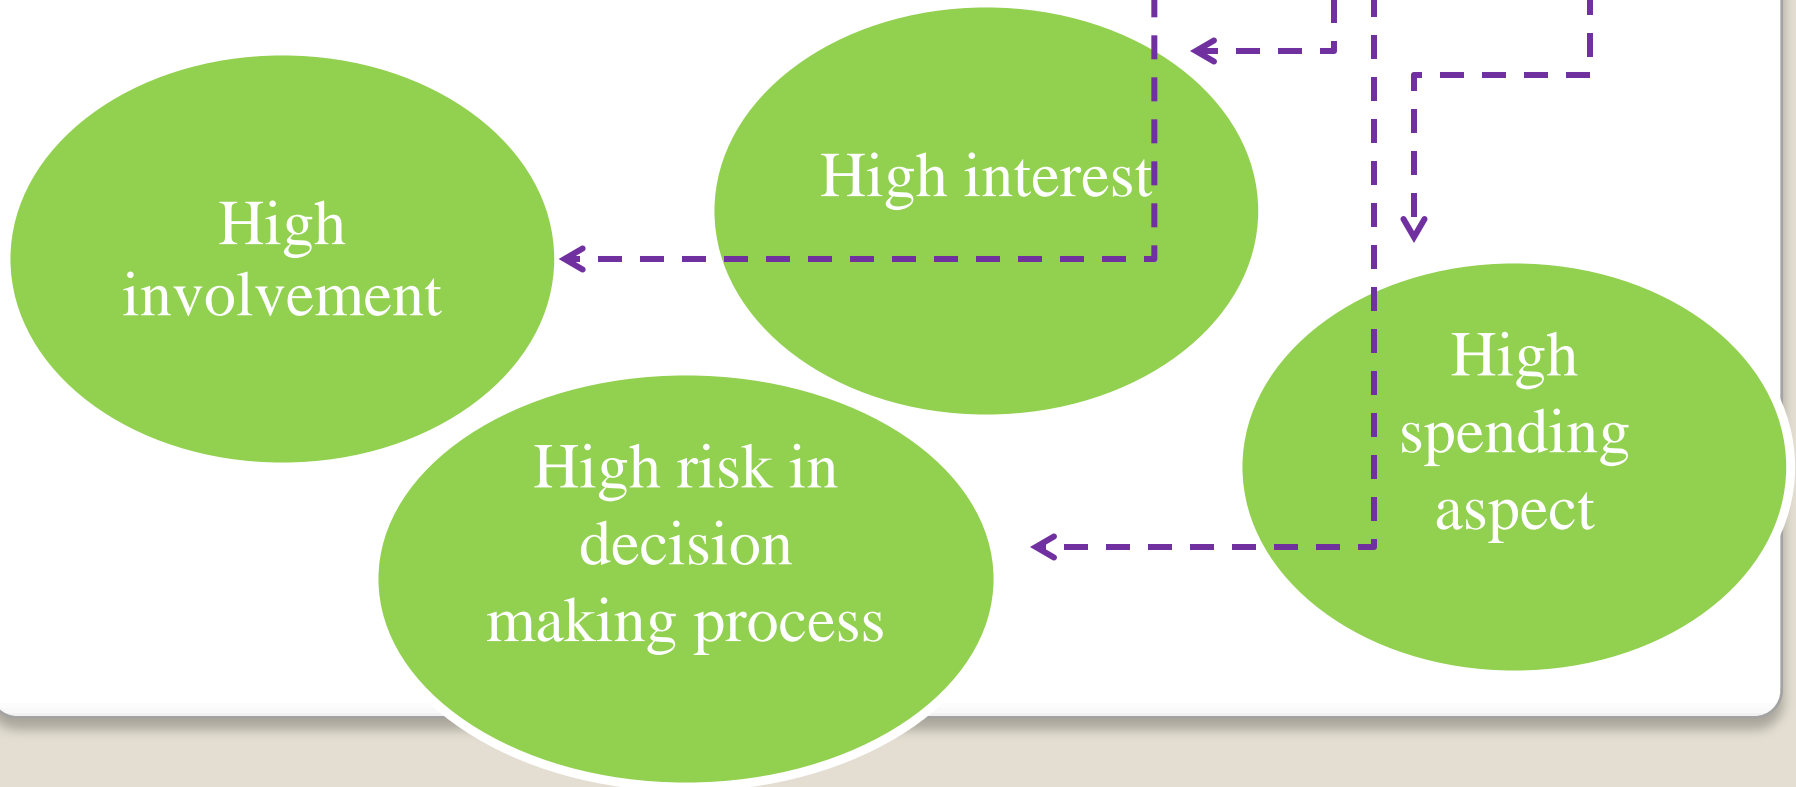 High
involvement
High interest
High risk in
decision
making process
High
spending
aspect